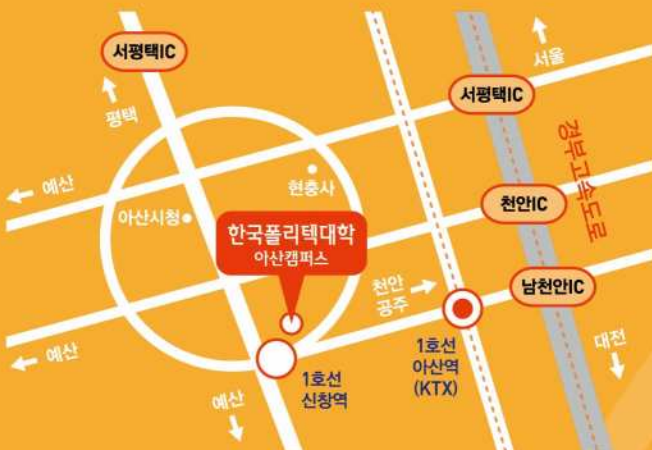 서평택IC
서울
평택
서평택IC
경부고속도로
예산
현충사
아산시청
천안IC
한국폴리텍대학
아산캠퍼스
천안
공주
남천안IC
예산
1호선
아산역
(KTX)
대전
1호선
신창역
예산